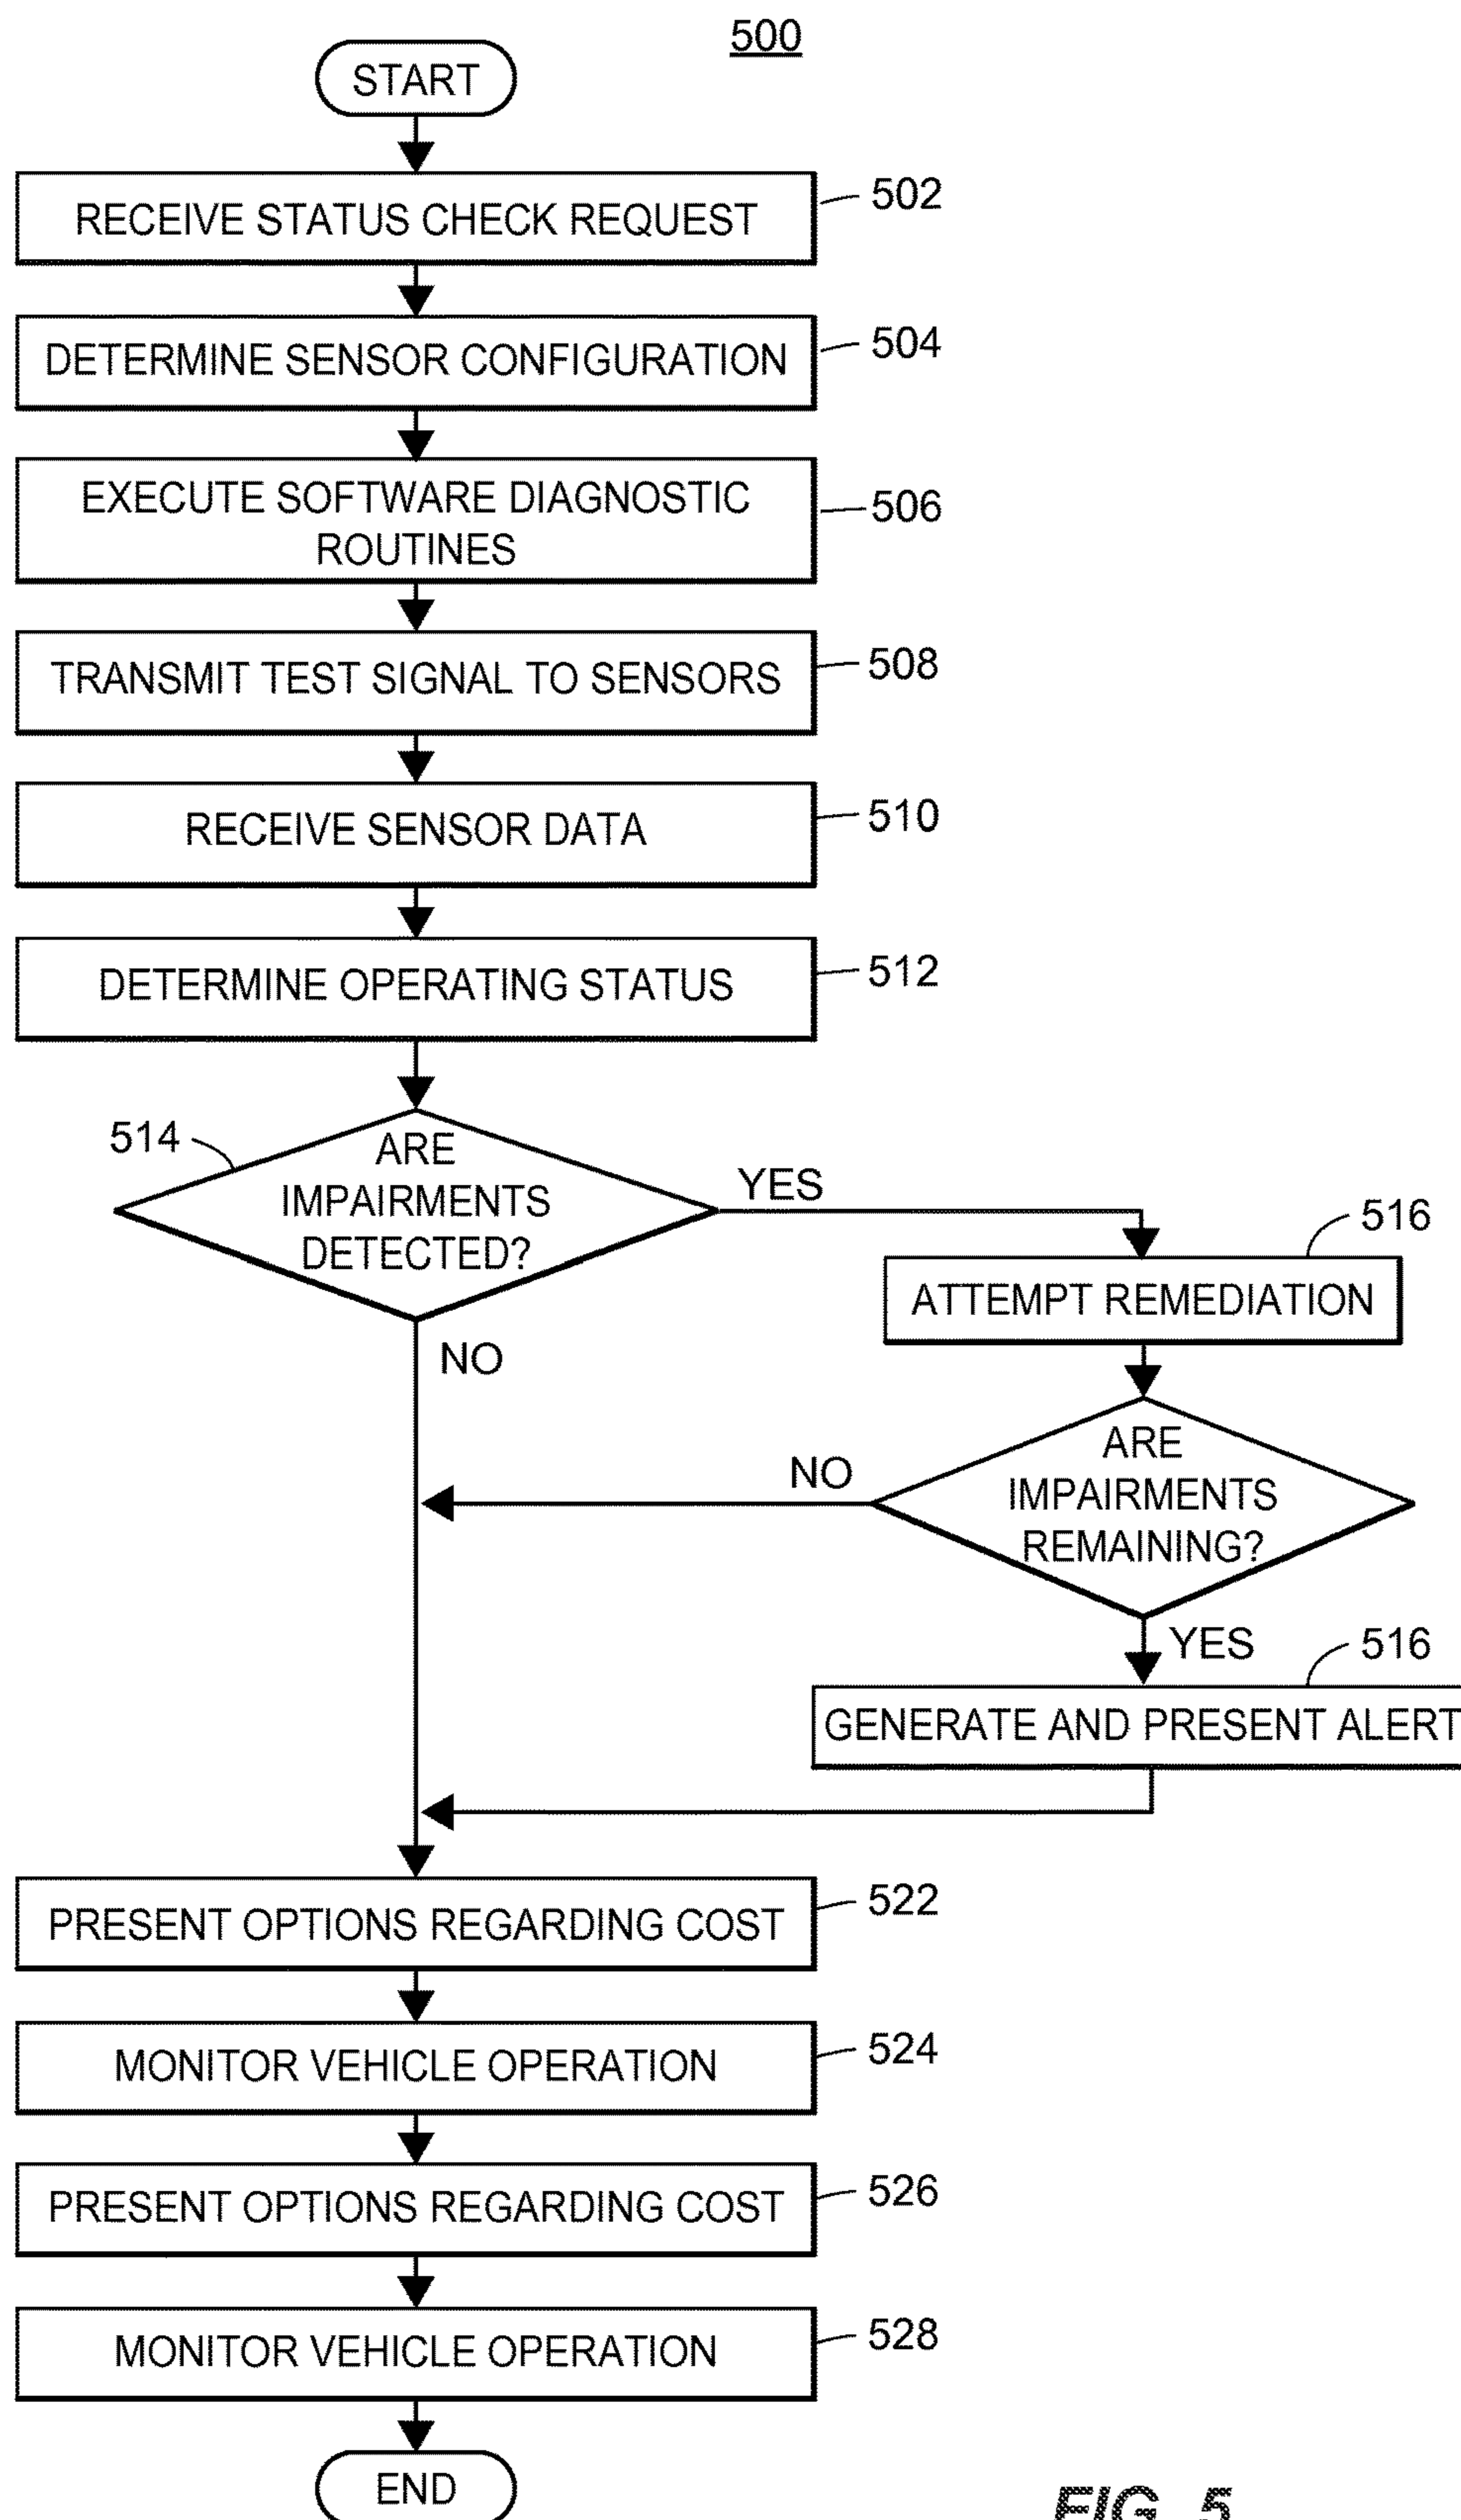 500
START
RECEIVE STATUS CHECK REQUEST
502
DETERMINE SENSOR CONFIGURATION
504
EXECUTE SOFTWARE DIAGNOSTIC
ROUTINES
506
TRANSMIT TEST SIGNAL TO SENSORS
508
RECEIVE SENSOR DATA
510
DETERMINE OPERATING STATUS
512
514
ARE
IMPAIRMENTS
DETECTED?
YES
NO
516
ATTEMPT REMEDIATION
ARE
IMPAIRMENTS
REMAINING?
NO
YES
516
GENERATE AND PRESENT ALERT
PRESENT OPTIONS REGARDING COST
522
MONITOR VEHICLE OPERATION
524
PRESENT OPTIONS REGARDING COST
526
MONITOR VEHICLE OPERATION
528
END
FIG. 5